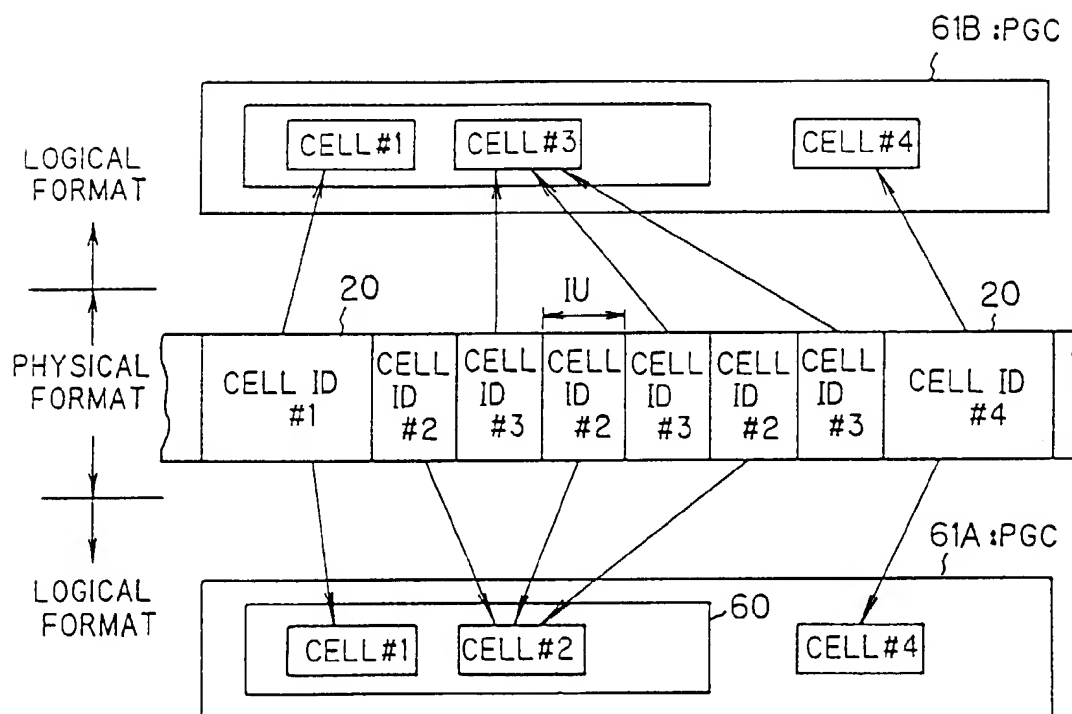 61B :PGC
CELL#1
CELL#3
CELL#4
LOGICAL
FORMAT
20
IU
20
PHYSICAL
FORMAT
CELL ID
#1
CELL
ID
#2
CELL
ID
#3
CELL
ID
#2
CELL
ID
#3
CELL
ID
#2
CELL
ID
#3
CELL ID
#4
61A :PGC
LOGICAL
FORMAT
60
CELL#1
CELL#2
CELL#4